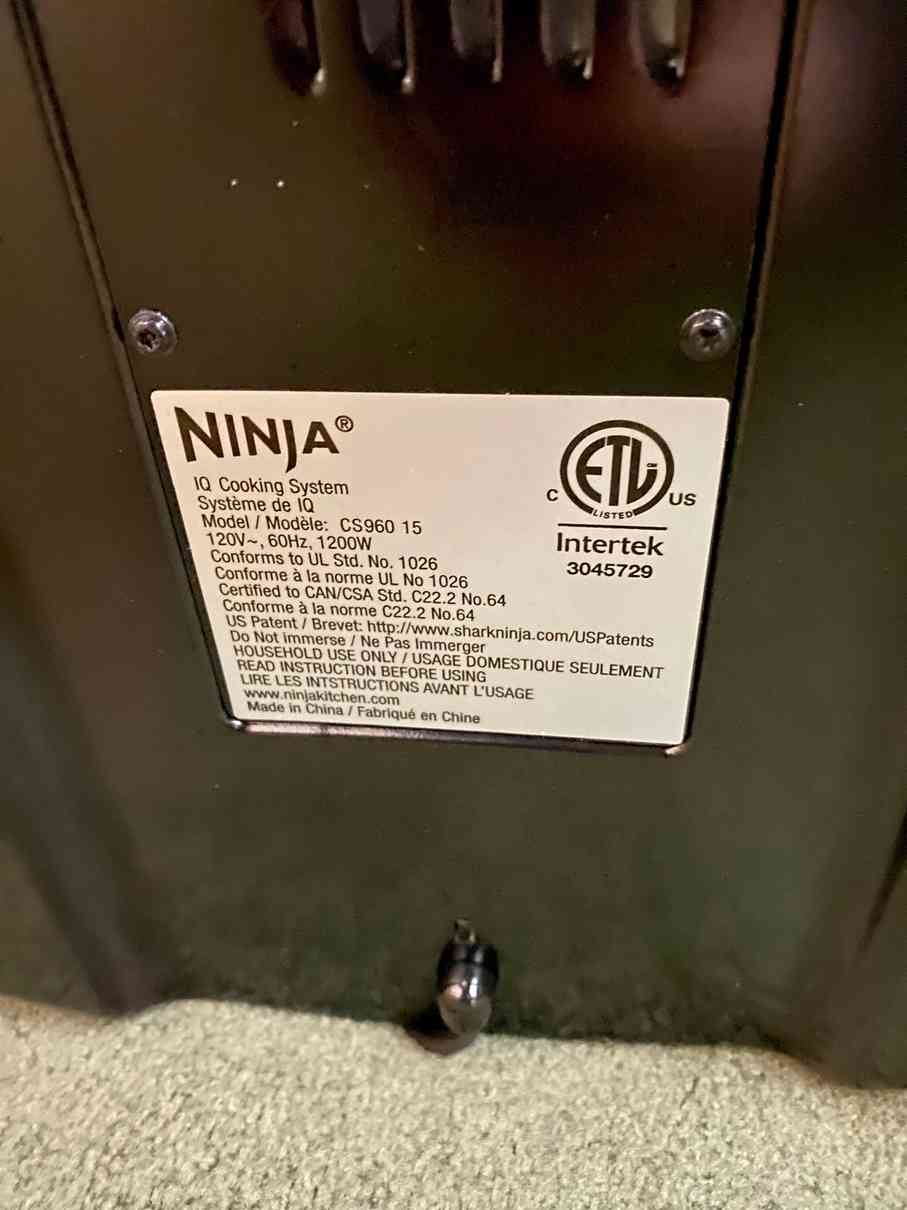 NINJA®
IQ Cooking System
Système de IQ
Model / Modèle: CS960 15
120V~, 60Hz, 1200W
Conforms to UL Std. No. 1026
Conforme à la norme UL No 1026
Certified to CAN/CSA Std. C22.2 No.64
Conforme à la norme C22.2 No.64
US Patent / Brevet: http://www.sharkninja.com/USPatents
Do Not immerse / Ne Pas Immerger
HOUSEHOLD USE ONLY / USAGE DOMESTIQUE SEULEMENT
READ INSTRUCTION BEFORE USING
LIRE LES INTSTRUCTIONS AVANT L'USAGE
www.ninjakitchen.com
Made in China / Fabriqué en Chine
ETL
LISTED
C US
Intertek
3045729